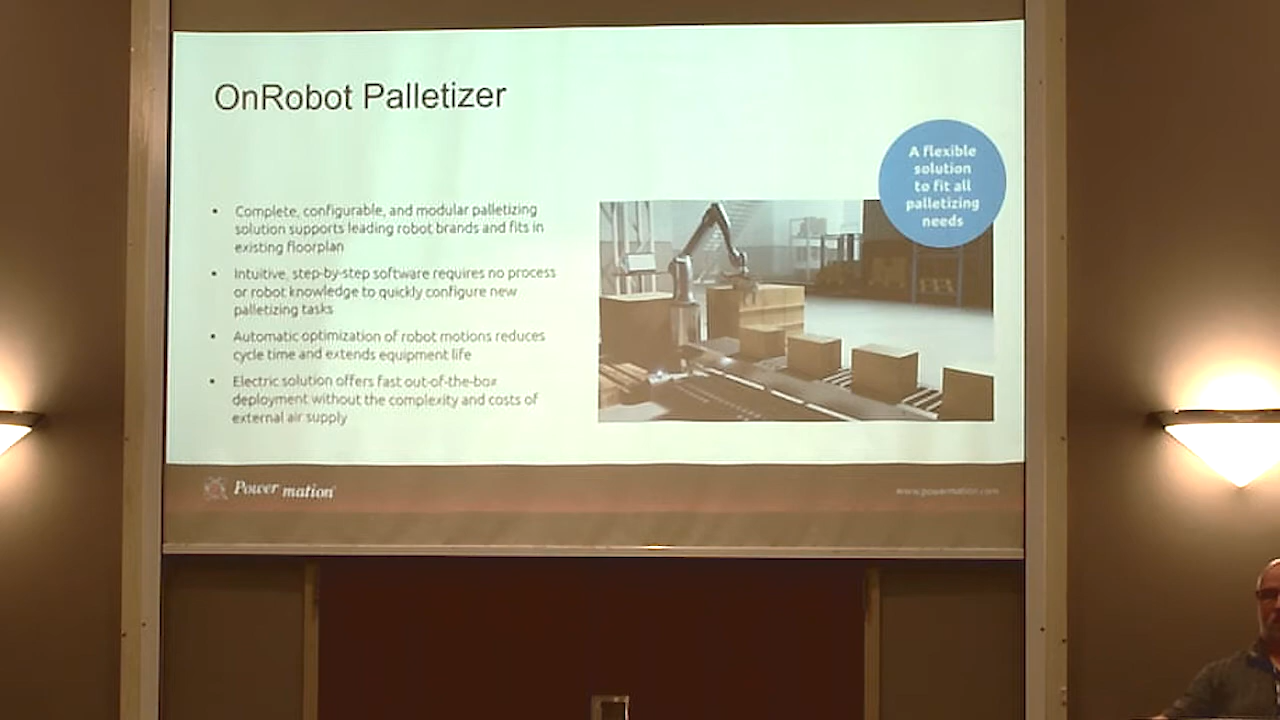 OnRobot Palletizer
A flexible
solution
to fit all
palletizing
needs
• Complete, configurable, and modular palletizing
solution supports leading robot brands and fits in
existing floorplan
• Intuitive, step-by-step software requires no process
or robot knowledge to quickly configure new
palletizing tasks
• Automatic optimization of robot motions reduces
cycle time and extends equipment life
• Electric solution offers fast out-of-the-box
deployment without the complexity and costs of
external air supply
Power mation
www.powermation.com